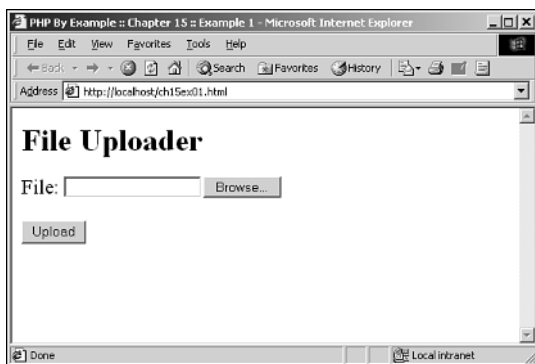 PHP By Example :: Chapter 15 :: Example 1 - Microsoft Internet Explorer
File Edit View Favorites Tools Help
Back Search Favorites History
Address http://localhost/ch15ex01.html
File Uploader
File: Browse...
Upload
Done Local intranet